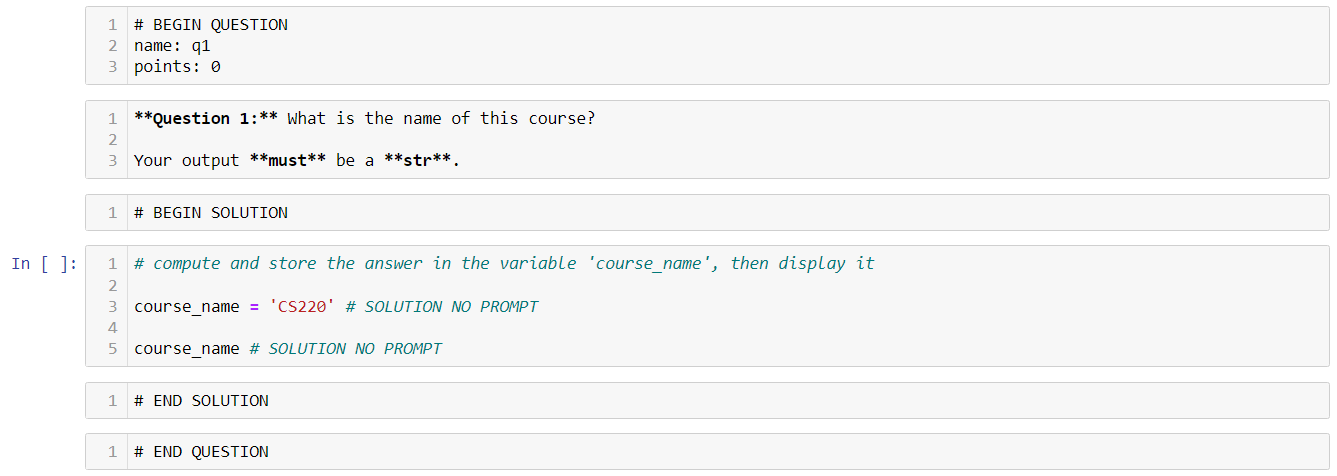 1 # BEGIN QUESTION
2 name: q1
3 points: 0
1 **Question 1:** What is the name of this course?
2
3 Your output **must** be a **str**.
1 # BEGIN SOLUTION
In [ ]: 1 # compute and store the answer in the variable 'course_name', then display it
2
3 course_name = 'CS220' # SOLUTION NO PROMPT
4
5 course_name # SOLUTION NO PROMPT
1 # END SOLUTION
1 # END QUESTION